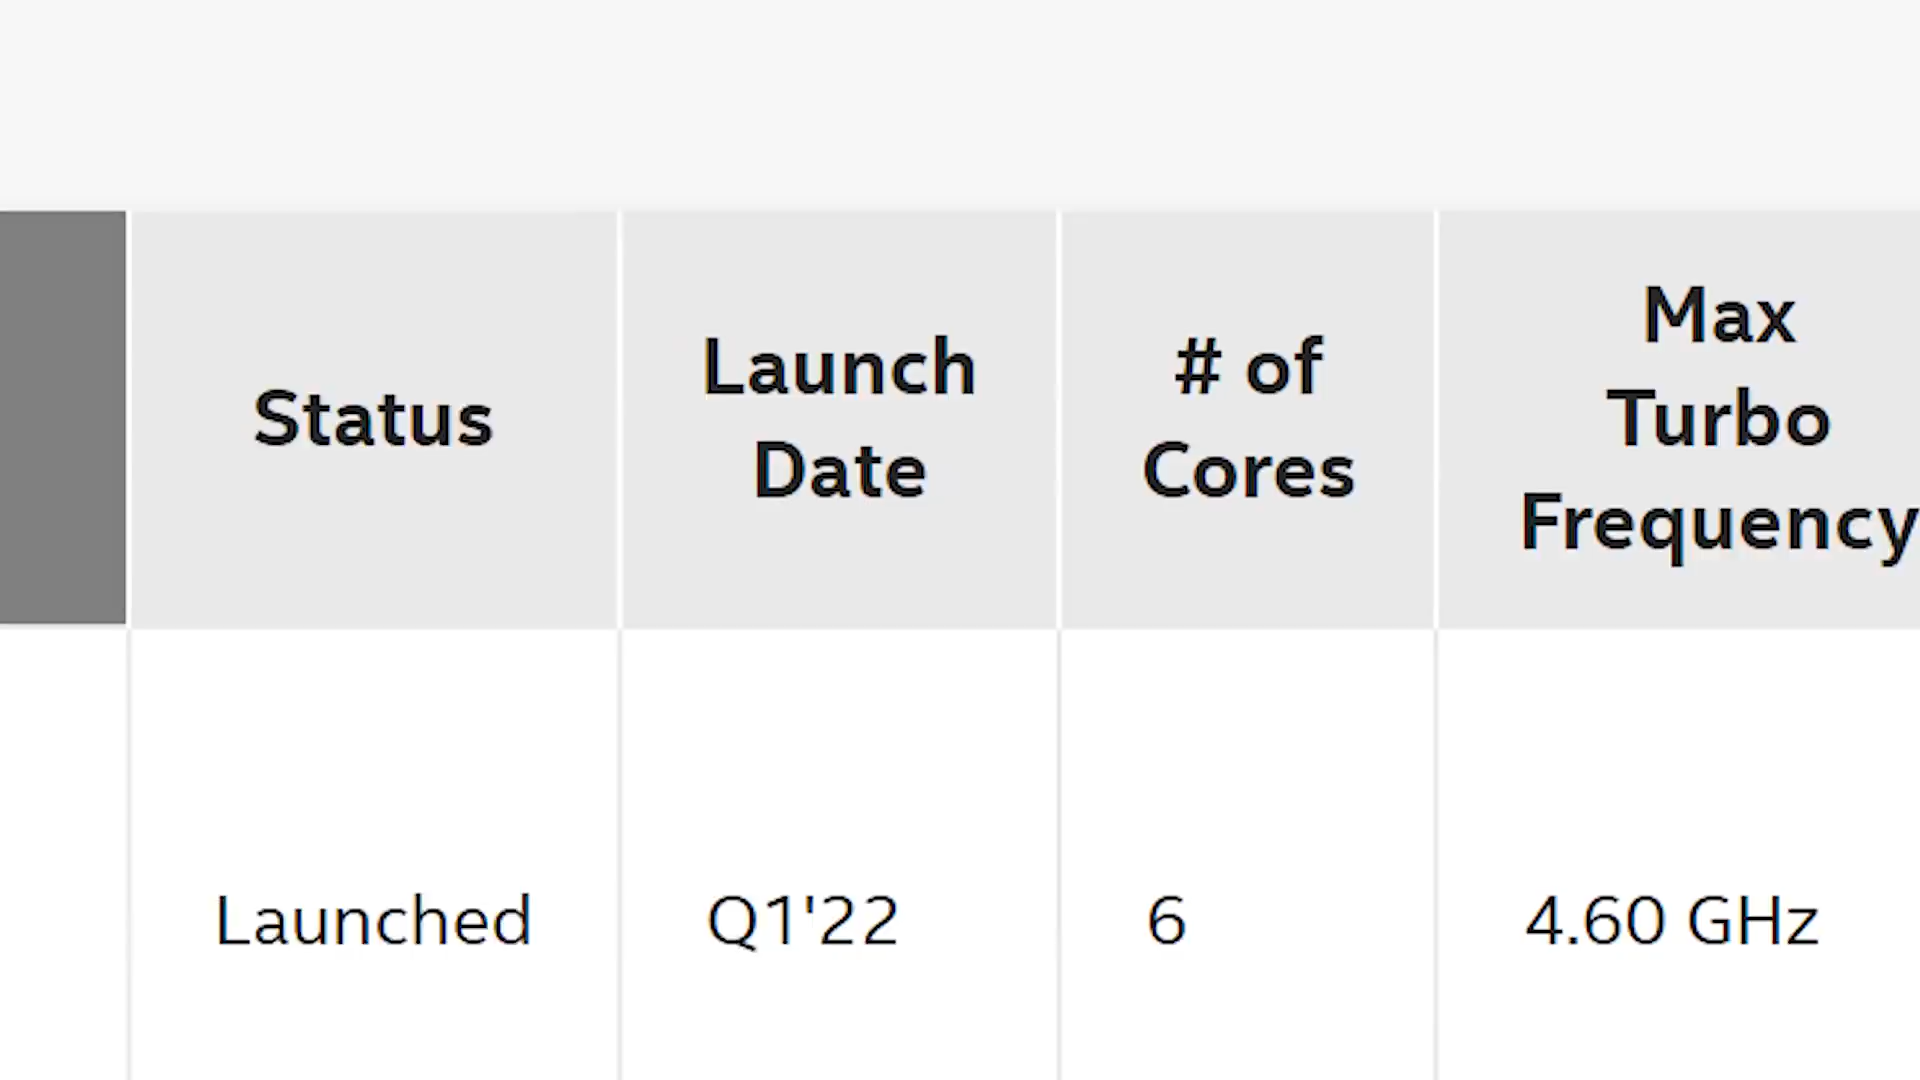 Status
Launch
Date
# of
Cores
Max
Turbo
Frequency
Launched
Q1'22
6
4.60 GHz